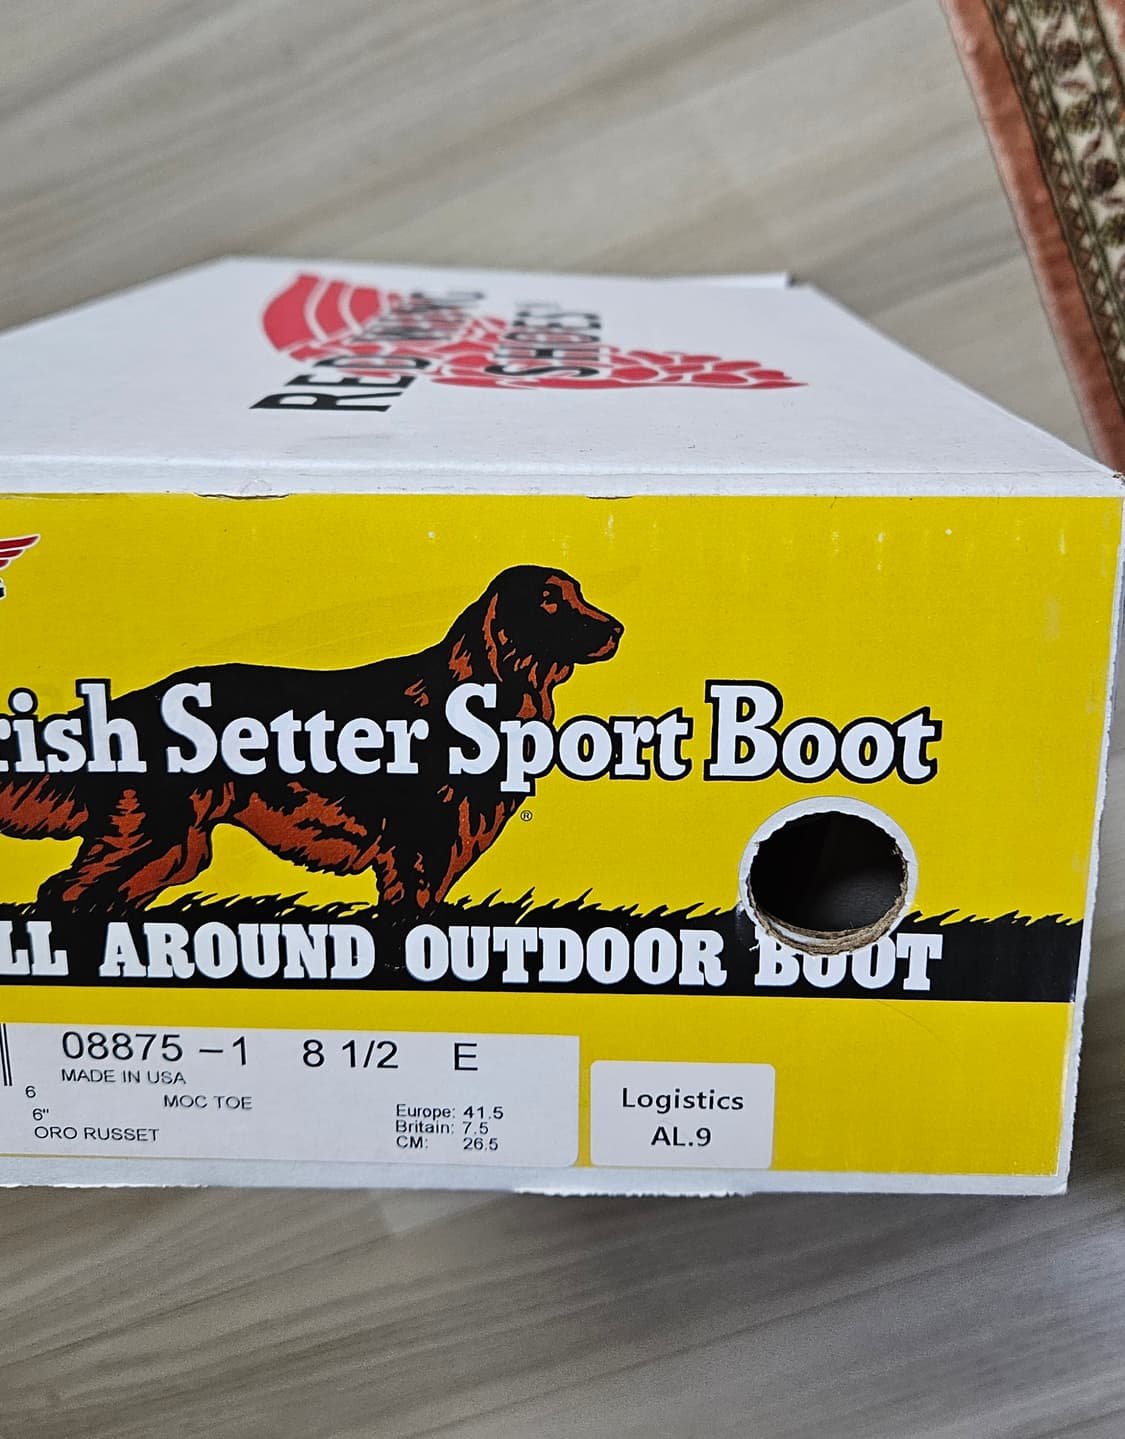 RED WING
SHOES
rish Setter Sport Boot
®
LL AROUND OUTDOOR BOOT
08875 -1 8 1/2 E
MADE IN USA
6
MOC TOE
6"
ORO RUSSET
Europe: 41.5
Britain: 7.5
CM: 26.5
Logistics
AL.9